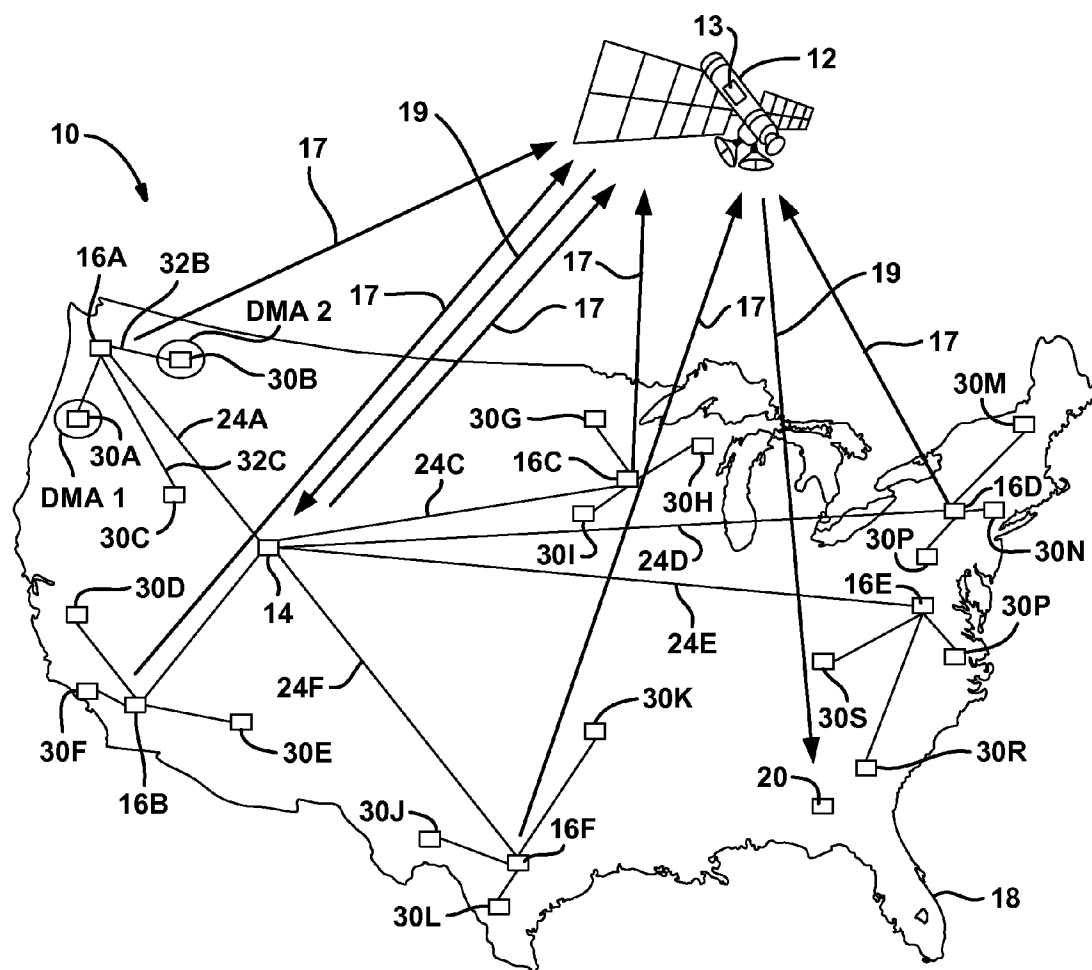 13
12
10
19
17
16A
32B
17
19
17
DMA 2
17
17
17
30B
30M
24A
30G
30A
32C
24C
16C
16D
DMA 1
30H
30C
30I
24D
30P
30N
30D
14
16E
30P
24E
24F
30K
30S
30F
30E
30R
16B
20
30J
16F
30L
18